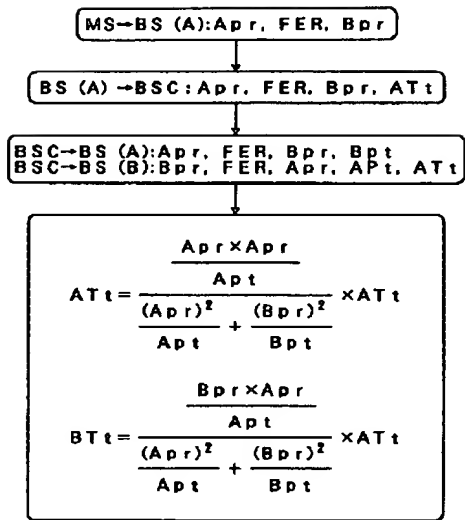 MS→BS (A):Apr, FER, Bpr
BS (A) →BSC:Apr, FER, Bpr, ATt
BSC→BS (A):Apr, FER, Bpr, Bpt
BSC→BS (B):Bpr, FER, Apr, APt, ATt
Apr×Apr
Apt
ATt= ×ATt
(Apr)² + (Bpr)²
Apt Bpt
Bpr×Apr
Apt
BTt= ×ATt
(Apr)² + (Bpr)²
Apt Bpt